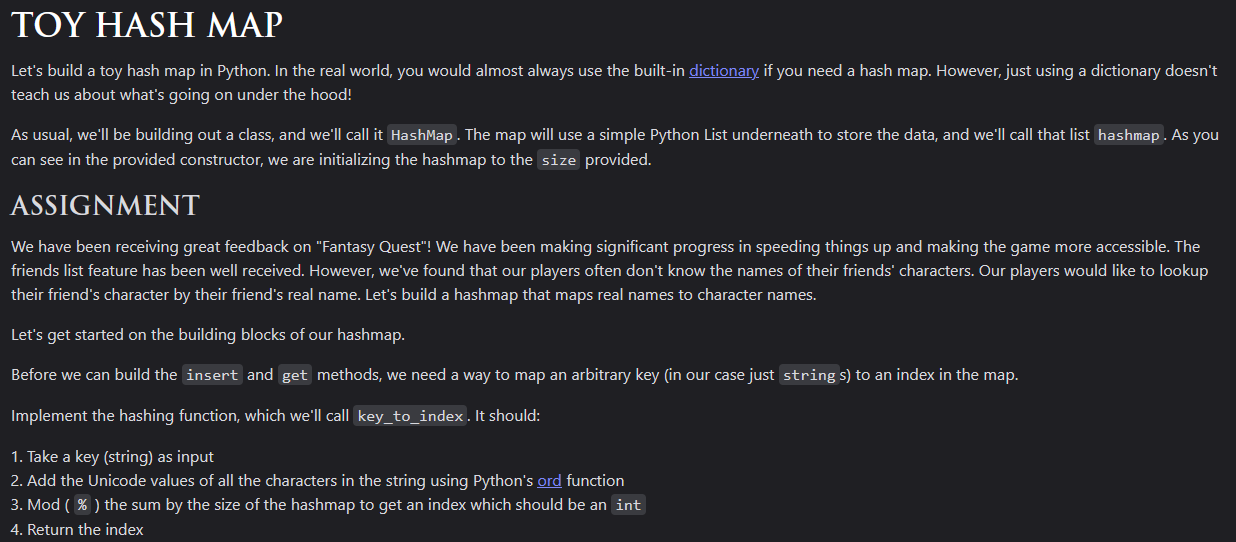 TOY HASH MAP
Let's build a toy hash map in Python. In the real world, you would almost always use the built-in dictionary if you need a hash map. However, just using a dictionary doesn't
teach us about what's going on under the hood!
As usual, we'll be building out a class, and we'll call it HashMap. The map will use a simple Python List underneath to store the data, and we'll call that list hashmap. As you
can see in the provided constructor, we are initializing the hashmap to the size provided.
ASSIGNMENT
We have been receiving great feedback on "Fantasy Quest"! We have been making significant progress in speeding things up and making the game more accessible. The
friends list feature has been well received. However, we've found that our players often don't know the names of their friends' characters. Our players would like to lookup
their friend's character by their friend's real name. Let's build a hashmap that maps real names to character names.
Let's get started on the building blocks of our hashmap.
Before we can build the insert and get methods, we need a way to map an arbitrary key (in our case just strings) to an index in the map.
Implement the hashing function, which we'll call key_to_index. It should:
1. Take a key (string) as input
2. Add the Unicode values of all the characters in the string using Python's ord function
3. Mod ( % ) the sum by the size of the hashmap to get an index which should be an int
4. Return the index